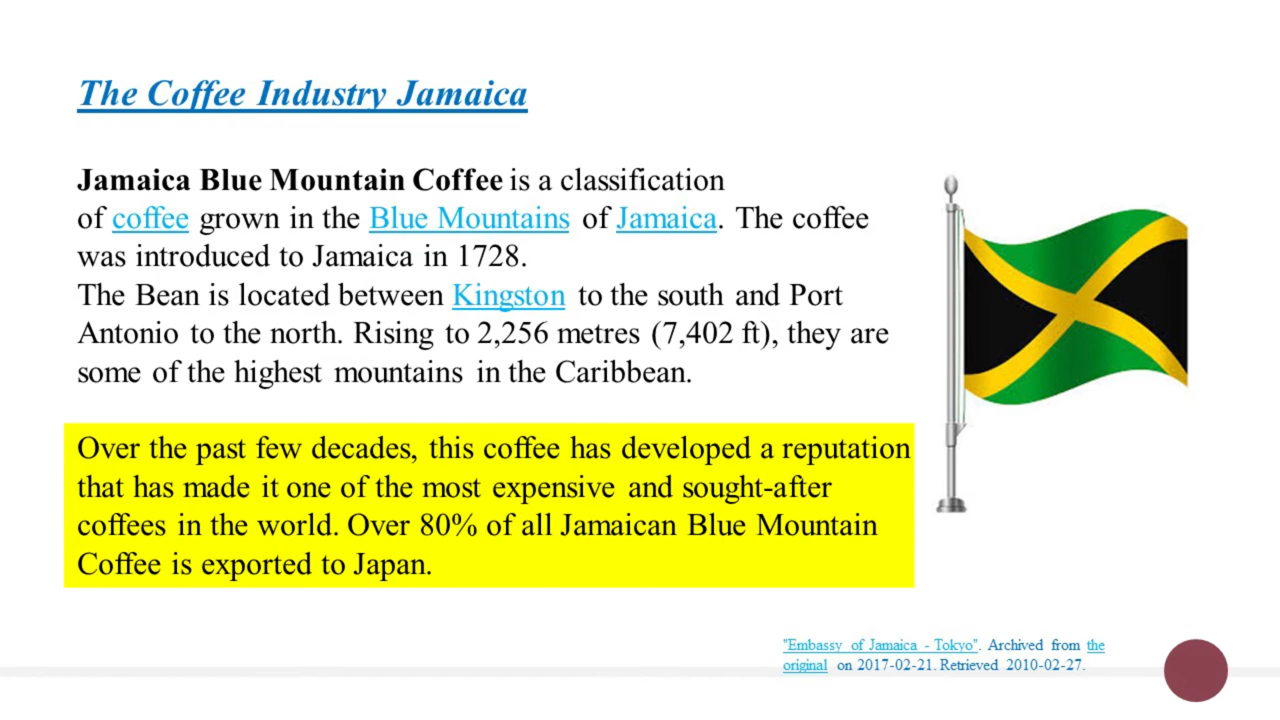 The Coffee Industry Jamaica
Jamaica Blue Mountain Coffee is a classification
of coffee grown in the Blue Mountains of Jamaica. The coffee
was introduced to Jamaica in 1728.
The Bean is located between Kingston to the south and Port
Antonio to the north. Rising to 2,256 metres (7,402 ft), they are
some of the highest mountains in the Caribbean.
Over the past few decades, this coffee has developed a reputation
that has made it one of the most expensive and sought-after
coffees in the world. Over 80% of all Jamaican Blue Mountain
Coffee is exported to Japan.
"Embassy of Jamaica - Tokyo". Archived from the
original on 2017-02-21. Retrieved 2010-02-27.